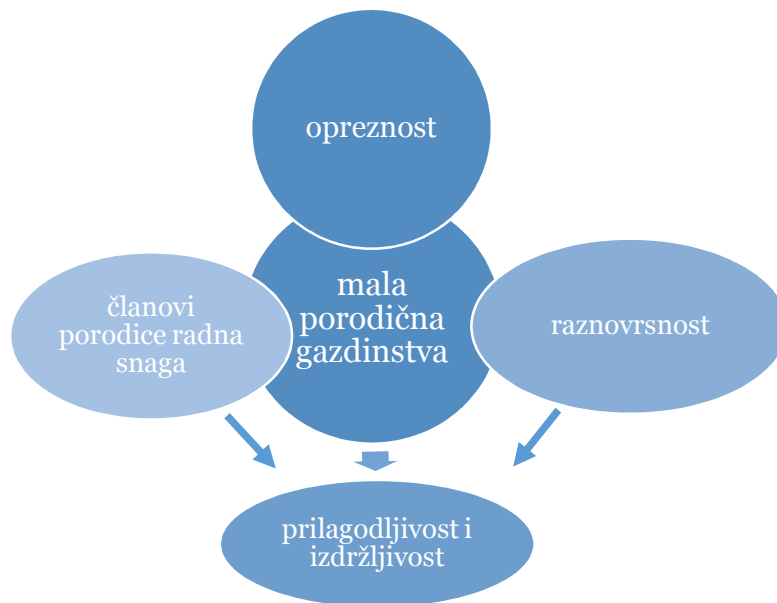 opreznost
mala
porodična
gazdinstva
članovi
porodice radna
snaga
raznovrsnost
prilagodljivost i
izdržljivost